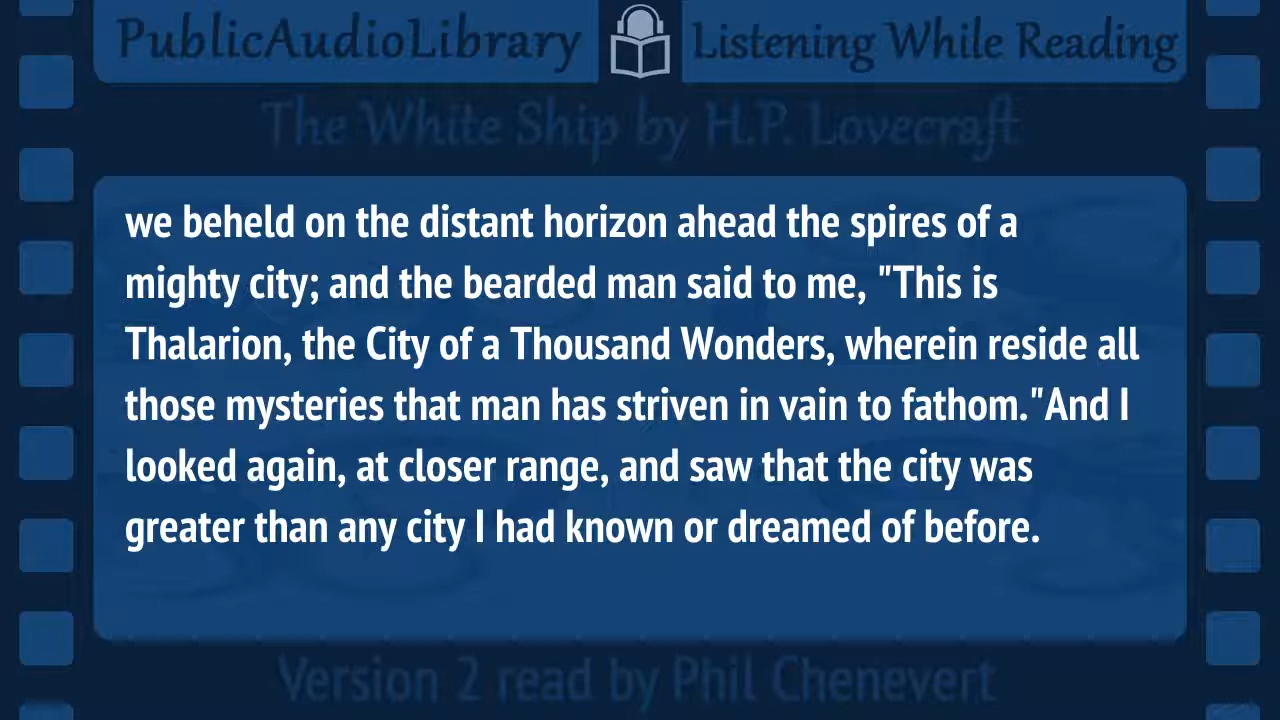 PublicAudioLibrary Listening While Reading
The White Ship by H.P. Lovecraft
we beheld on the distant horizon ahead the spires of a
mighty city; and the bearded man said to me, "This is
Thalarion, the City of a Thousand Wonders, wherein reside all
those mysteries that man has striven in vain to fathom."And I
looked again, at closer range, and saw that the city was
greater than any city I had known or dreamed of before.
Version 2 read by Phil Chenevert